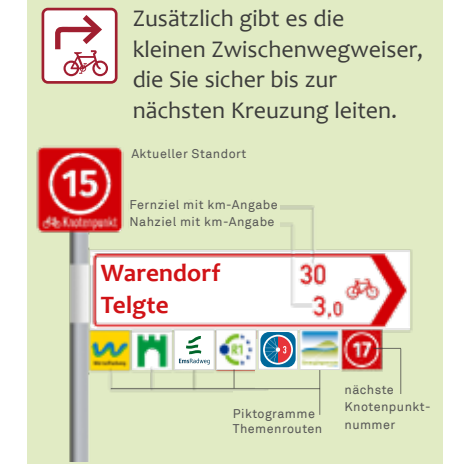 Zusätzlich gibt es die
kleinen Zwischenwegweiser,
die Sie sicher bis zur
nächsten Kreuzung leiten.
Aktueller Standort
15
Knotenpunkt
Fernziel mit km-Angabe
Nahziel mit km-Angabe
Warendorf 30
Telgte 3,0
WerseRadweg
EmsRadweg
R1
3
17
Piktogramme
Themenrouten
nächste
Knotenpunkt-
nummer